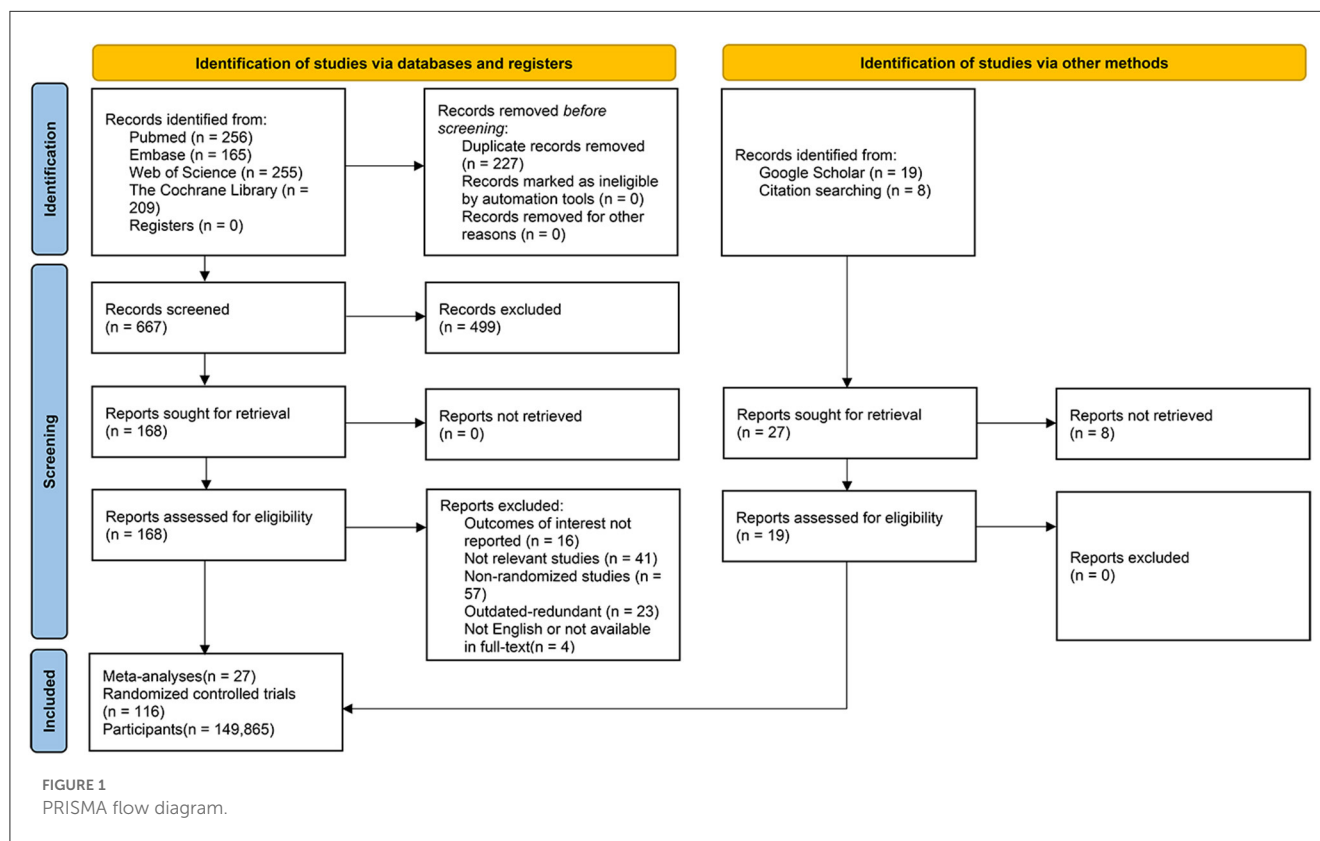 Identification of studies via databases and registers
Identification of studies via other methods
Identification
Records identified from:
Pubmed (n = 256)
Embase (n = 165)
Web of Science (n = 255)
The Cochrane Library (n =
209)
Registers (n = 0)
Records removed before
screening:
Duplicate records removed
(n = 227)
Records marked as ineligible
by automation tools (n = 0)
Records removed for other
reasons (n = 0)
Records identified from:
Google Scholar (n = 19)
Citation searching (n = 8)
Screening
Records screened
(n = 667)
Records excluded
(n = 499)
Reports sought for retrieval
(n = 168)
Reports not retrieved
(n = 0)
Reports sought for retrieval
(n = 27)
Reports not retrieved
(n = 8)
Reports assessed for eligibility
(n = 168)
Reports excluded:
Outcomes of interest not
reported (n = 16)
Not relevant studies (n = 41)
Non-randomized studies (n =
57)
Outdated-redundant (n = 23)
Not English or not available
in full-text(n = 4)
Reports assessed for eligibility
(n = 19)
Reports excluded
(n = 0)
Included
Meta-analyses(n = 27)
Randomized controlled trials
(n = 116)
Participants(n = 149,865)
FIGURE 1
PRISMA flow diagram.